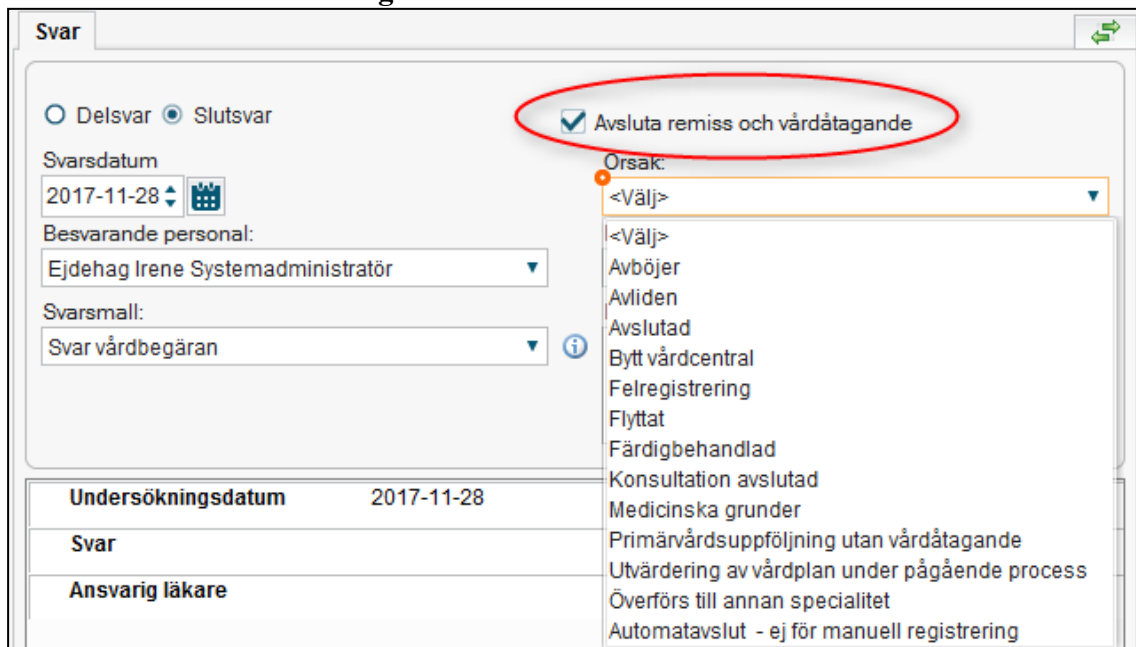 Svar
Delsvar Slutsvar
Avsluta remiss och vårdåtagande
Svarsdatum
2017-11-28
Orsak:
<Välj>
Besvarande personal:
Ejdehag Irene Systemadministratör
Svarsmall:
Svar vårdbegäran
<Välj>
Avböjer
Avliden
Avslutad
Bytt vårdcentral
Felregistrering
Flyttat
Färdigbehandlad
Konsultation avslutad
Medicinska grunder
Primärvårdsuppföljning utan vårdåtagande
Utvärdering av vårdplan under pågående process
Överförs till annan specialitet
Automatavslut - ej för manuell registrering
Undersökningsdatum 2017-11-28
Svar
Ansvarig läkare